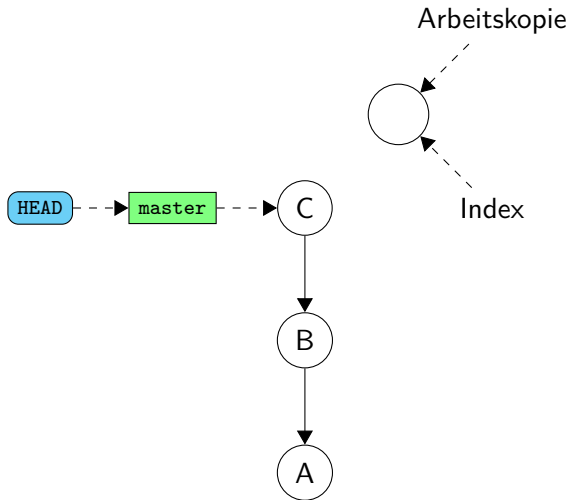 Arbeitskopie
HEAD
master
C
Index
B
A